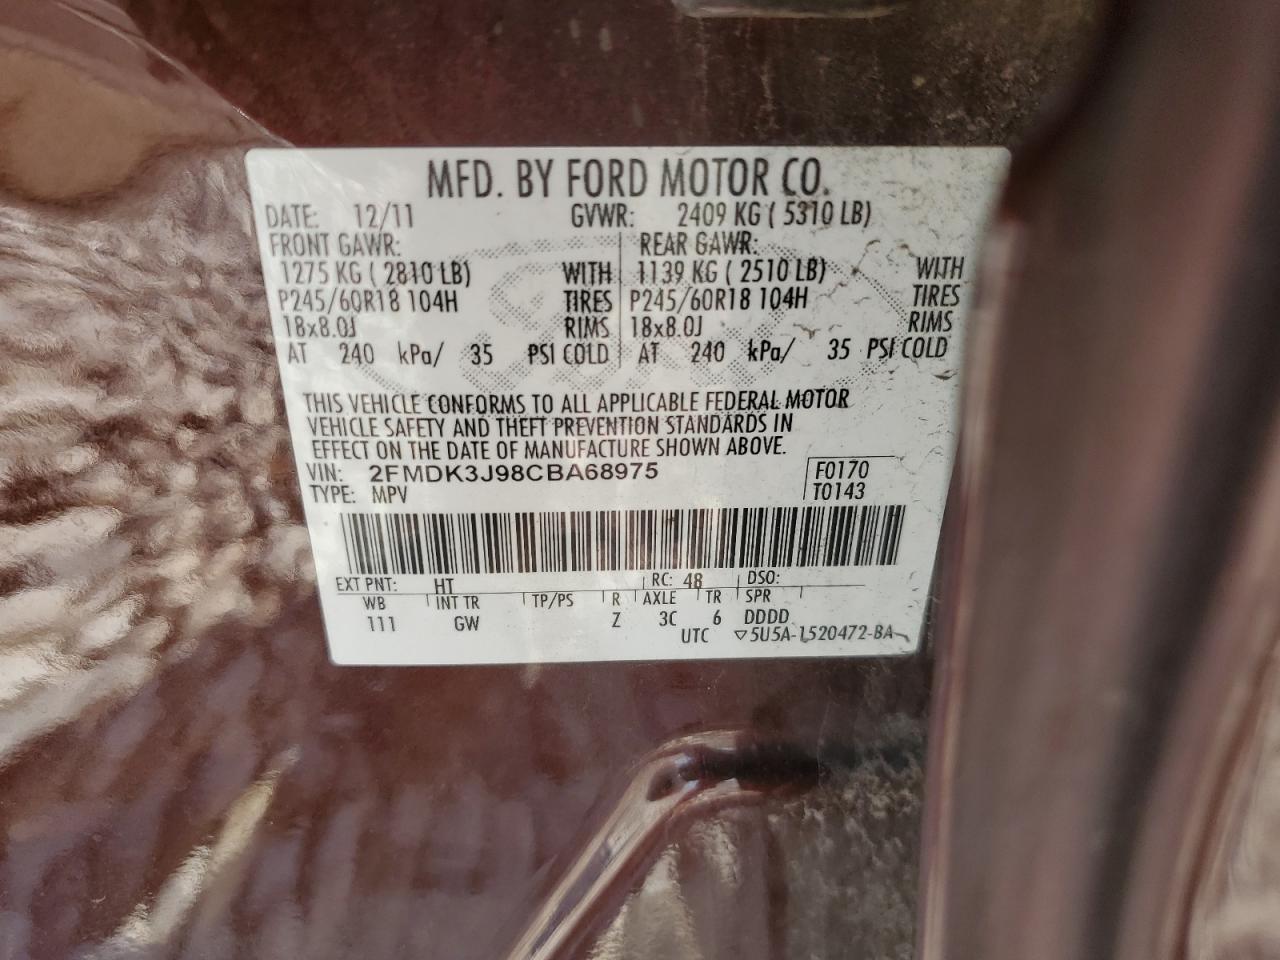 MFD. BY FORD MOTOR CO.
DATE: 12/11 GVWR: 2409 KG ( 5310 LB)
FRONT GAWR: REAR GAWR:
1275 KG ( 2810 LB) WITH 1139 KG ( 2510 LB) WITH
P245/60R18 104H TIRES P245/60R18 104H TIRES
18x8.0J RIMS 18x8.0J RIMS
AT 240 kPa/ 35 PSI COLD AT 240 kPa/ 35 PSI COLD
THIS VEHICLE CONFORMS TO ALL APPLICABLE FEDERAL MOTOR
VEHICLE SAFETY AND THEFT PREVENTION STANDARDS IN
EFFECT ON THE DATE OF MANUFACTURE SHOWN ABOVE.
VIN: 2FMDK3J98CBA68975 F0170
TYPE: MPV T0143
EXT PNT: HT RC: 48 DSO:
WB INT TR TP/PS R AXLE TR SPR
111 GW Z 3C 6 DDDD
UTC ▽5U5A-1520472-BA